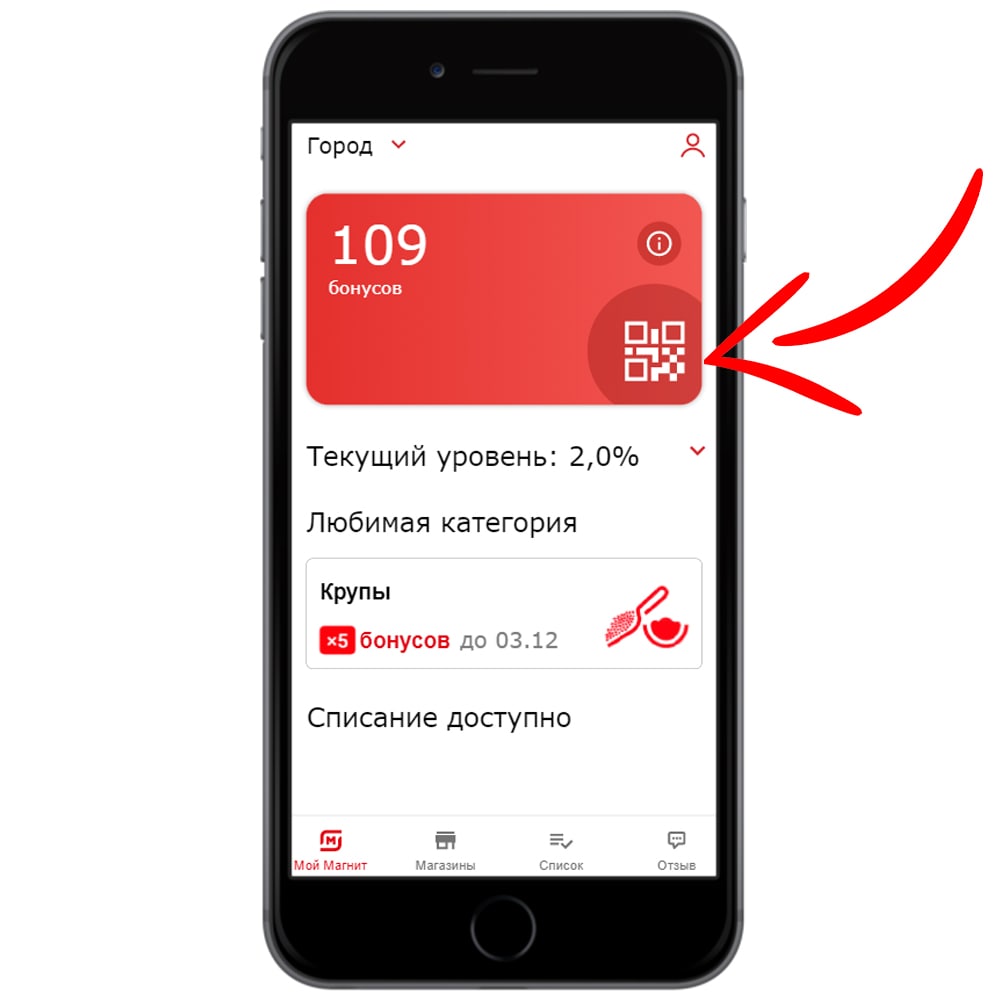 Город
109
бонусов
Текущий уровень: 2,0%
Любимая категория
Крупы
×5 бонусов до 03.12
Списание доступно
Мой Магнит Магазины Список Отзыв